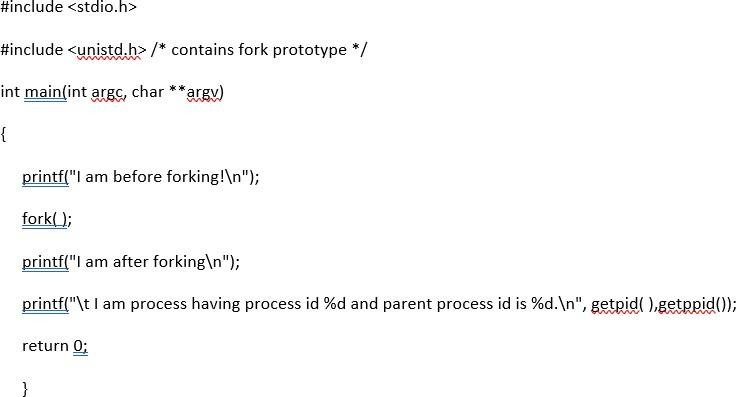 #include <stdio.h>
#include <unistd.h> /* contains fork prototype */
int main(int argc, char **argv)
{
printf("I am before forking!\n");
fork( );
printf("I am after forking\n");
printf("\t I am process having process id %d and parent process id is %d.\n", getpid( ),getppid());
return 0;
}